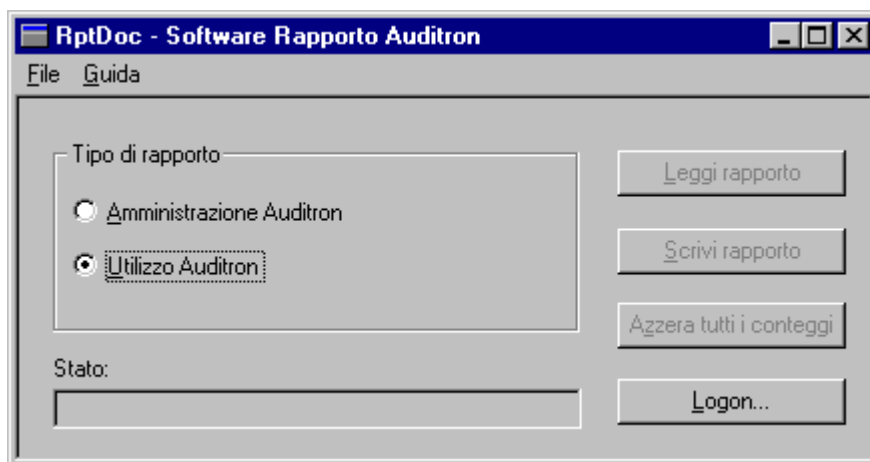 RptDoc - Software Rapporto Auditron
File Guida
Tipo di rapporto
Amministrazione Auditron
Utilizzo Auditron
Leggi rapporto
Scrivi rapporto
Azzera tutti i conteggi
Stato:
Logon...